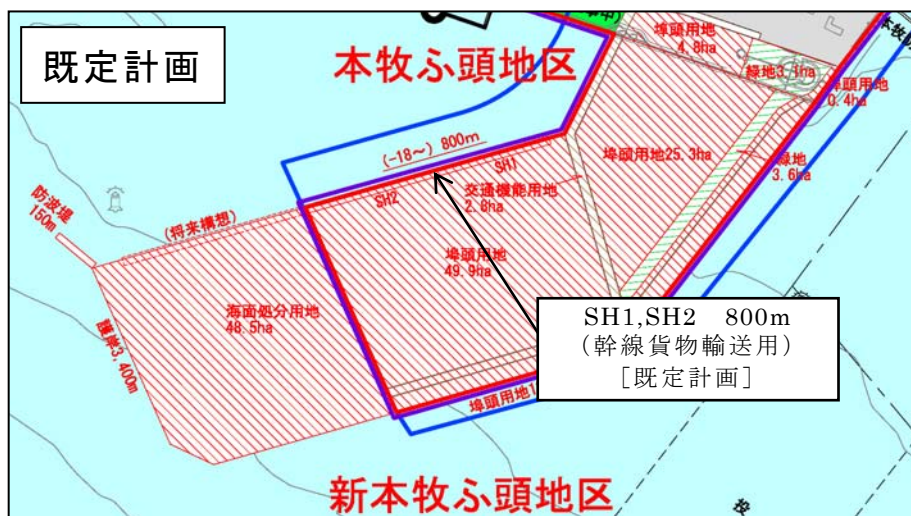 既定計画
本牧ふ頭地区
埠頭用地
4.8ha
緑地3.1ha
埠頭用地
0.4ha
(-18~) 800m
SH1
SH2
埠頭用地25.3ha
緑地
3.6ha
交通機能用地
2.8ha
防波堤
150m
(将来構想)
埠頭用地
49.9ha
海面処分用地
48.5ha
護岸3,400m
SH1,SH2 800m
(幹線貨物輸送用)
[既定計画]
埠頭用地1
新本牧ふ頭地区